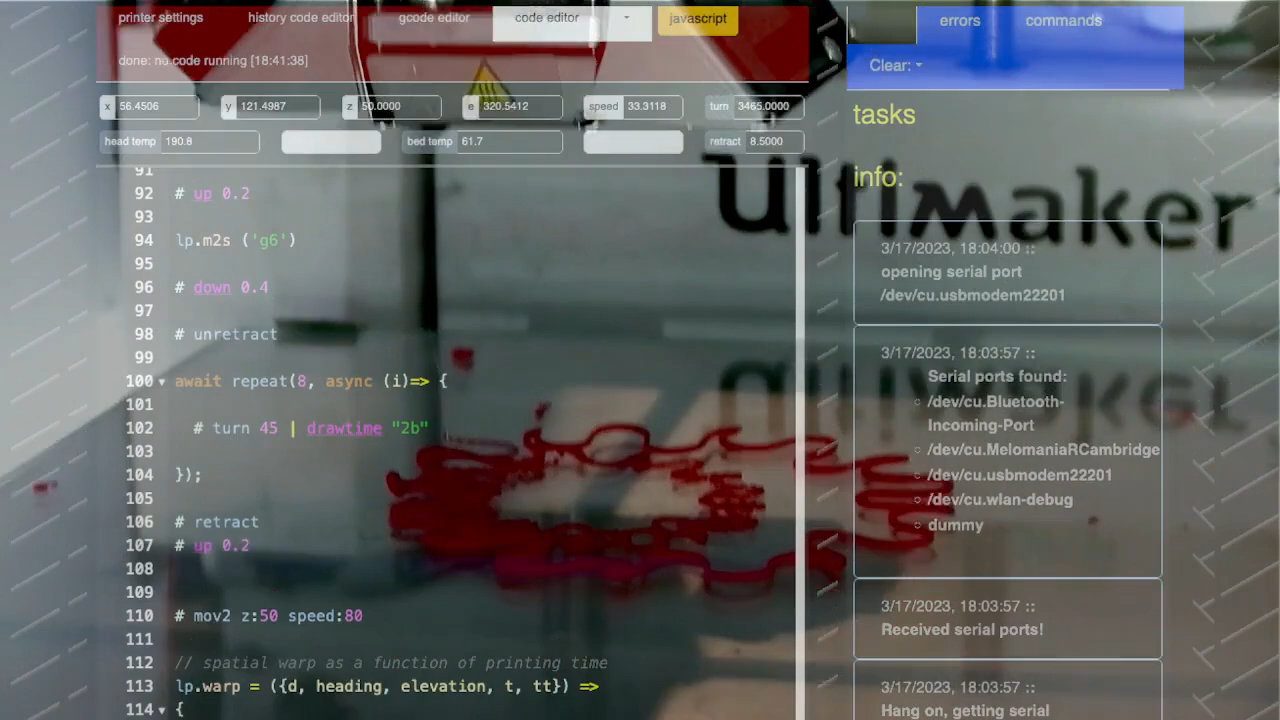 printer settings
history code editor
gcode editor
code editor
javascript
errors
commands
done: no code running [18:41:38]
Clear:
x 56.4506
y 121.4987
z 50.0000
e 320.5412
speed 33.3118
turn 3465.0000
head temp 190.8
bed temp 61.7
retract 8.5000
tasks
info:
Ultimaker
91
92 # up 0.2
93
94 lp.m2s ('g6')
95
96 # down 0.4
97
98 # unretract
99
100 await repeat(8, async (i)=> {
101
102 # turn 45 | drawtime "2b"
103
104 });
105
106 # retract
107 # up 0.2
108
109
110 # mov2 z:50 speed:80
111
112 // spatial warp as a function of printing time
113 lp.warp = ({d, heading, elevation, t, tt}) =>
114 {
3/17/2023, 18:04:00 ::
opening serial port
/dev/cu.usbmodem22201
3/17/2023, 18:03:57 ::
Serial ports found:
/dev/cu.Bluetooth-
Incoming-Port
/dev/cu.MelomaniaRCambridge
/dev/cu.usbmodem22201
/dev/cu.wlan-debug
dummy
3/17/2023, 18:03:57 ::
Received serial ports!
3/17/2023, 18:03:57 ::
Hang on, getting serial